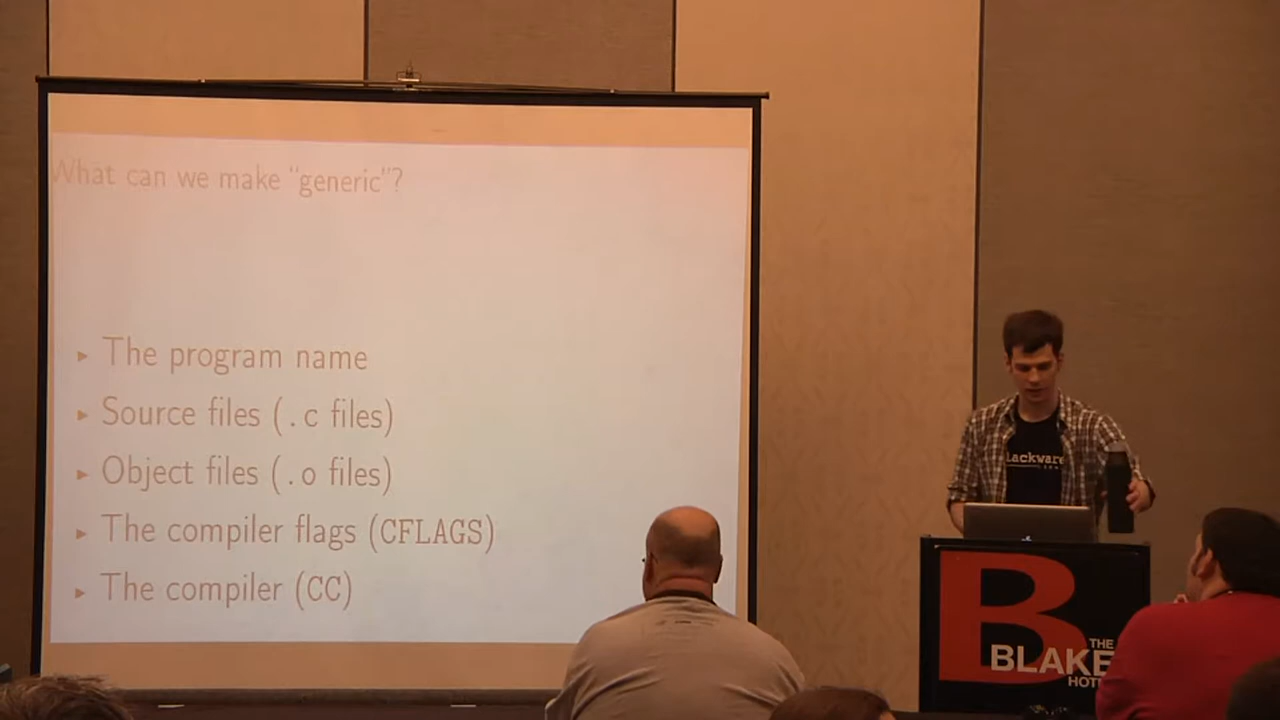 What can we make “generic”?
▸ The program name
▸ Source files (.c files)
▸ Object files (.o files)
▸ The compiler flags (CFLAGS)
▸ The compiler (CC)
lackware
B
THE
BLAKE
HOT